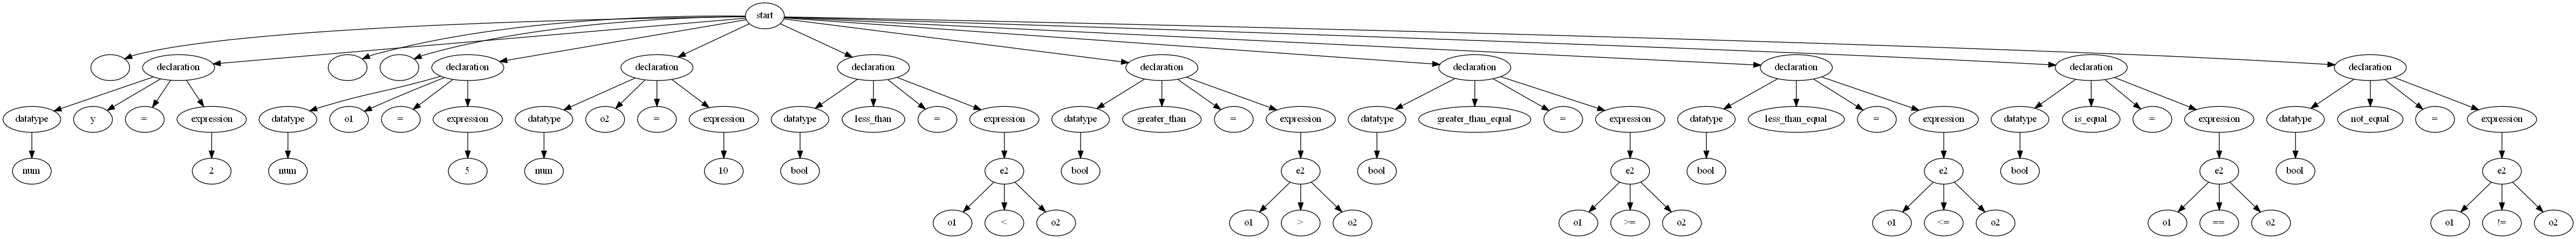 start
declaration declaration declaration declaration declaration declaration declaration declaration declaration
datatype y = expression datatype o1 = expression datatype o2 = expression datatype less_than = expression datatype greater_than = expression datatype greater_than_equal = expression datatype less_than_equal = expression datatype is_equal = expression datatype not_equal = expression
num 2 num 5 num 10 bool e2 bool e2 bool e2 bool e2 bool e2 bool e2
o1 < o2 o1 > o2 o1 >= o2 o1 <= o2 o1 == o2 o1 != o2